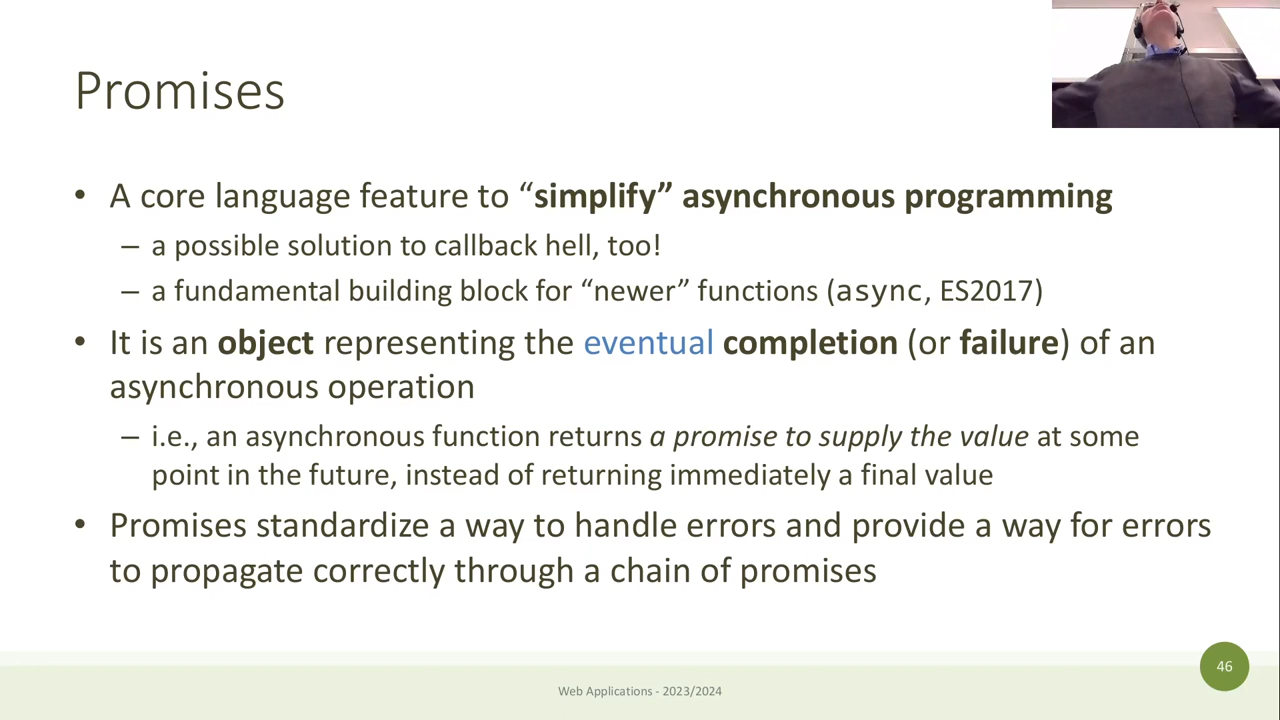 Promises
• A core language feature to “simplify” asynchronous programming
– a possible solution to callback hell, too!
– a fundamental building block for “newer” functions (async, ES2017)
• It is an object representing the eventual completion (or failure) of an
asynchronous operation
– i.e., an asynchronous function returns a promise to supply the value at some
point in the future, instead of returning immediately a final value
• Promises standardize a way to handle errors and provide a way for errors
to propagate correctly through a chain of promises
46
Web Applications - 2023/2024